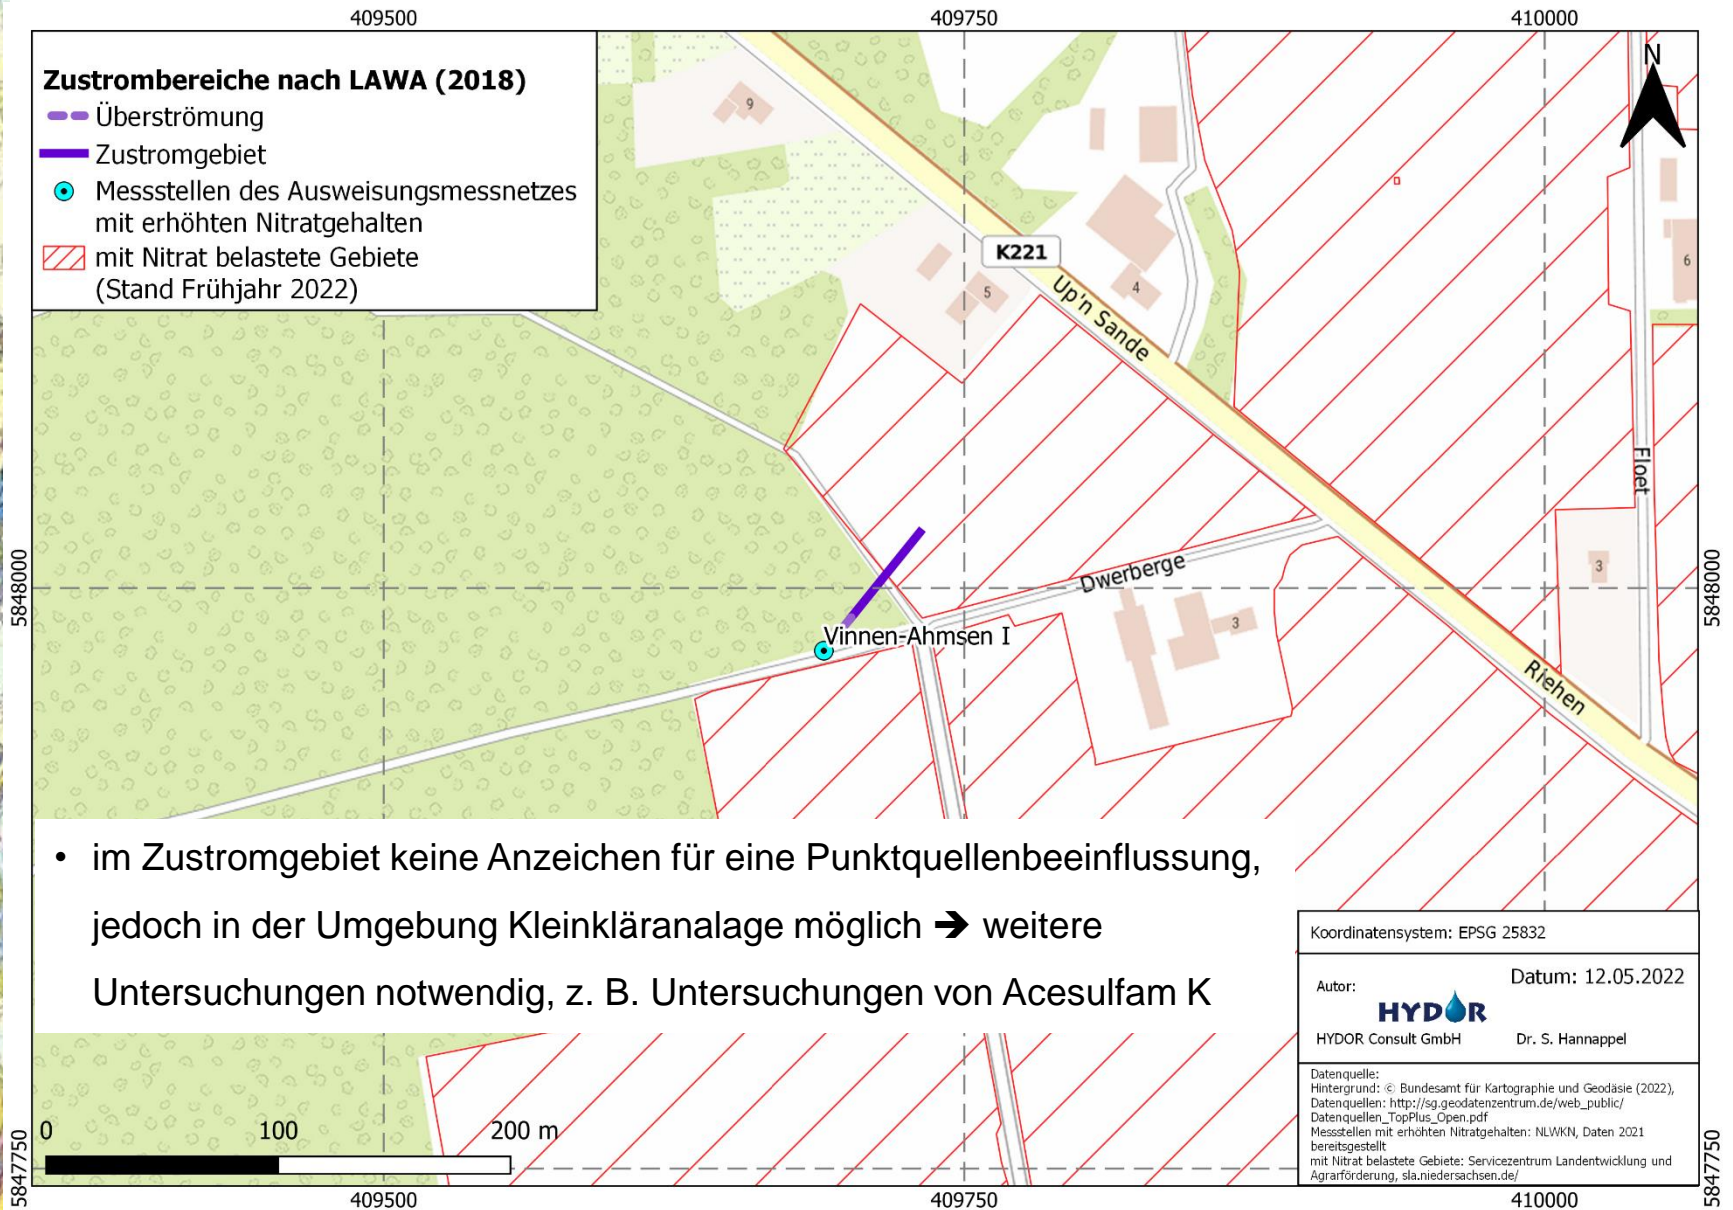 409500
409750
410000
Zustrombereiche nach LAWA (2018)
Überströmung
Zustromgebiet
Messstellen des Ausweisungsmessnetzes
mit erhöhten Nitratgehalten
mit Nitrat belastete Gebiete
(Stand Frühjahr 2022)
N
9
K221
5
4
6
Up'n Sande
Floet
5848000
5848000
Dwerberge
3
3
Vinnen-Ahmsen I
Riehen
• im Zustromgebiet keine Anzeichen für eine Punktquellenbeeinflussung,
jedoch in der Umgebung Kleinkläranalage möglich ➔ weitere
Untersuchungen notwendig, z. B. Untersuchungen von Acesulfam K
Koordinatensystem: EPSG 25832
Autor:
Datum: 12.05.2022
HYDOR
HYDOR Consult GmbH
Dr. S. Hannappel
Datenquelle:
Hintergrund: © Bundesamt für Kartographie und Geodäsie (2022),
Datenquellen: http://sg.geodatenzentrum.de/web_public/
Datenquellen_TopPlus_Open.pdf
Messstellen mit erhöhten Nitratgehalten: NLWKN, Daten 2021
bereitsgestellt
mit Nitrat belastete Gebiete: Servicezentrum Landentwicklung und
Agrarförderung, sla.niedersachsen.de/
0
100
200 m
5847750
5847750
409500
409750
410000